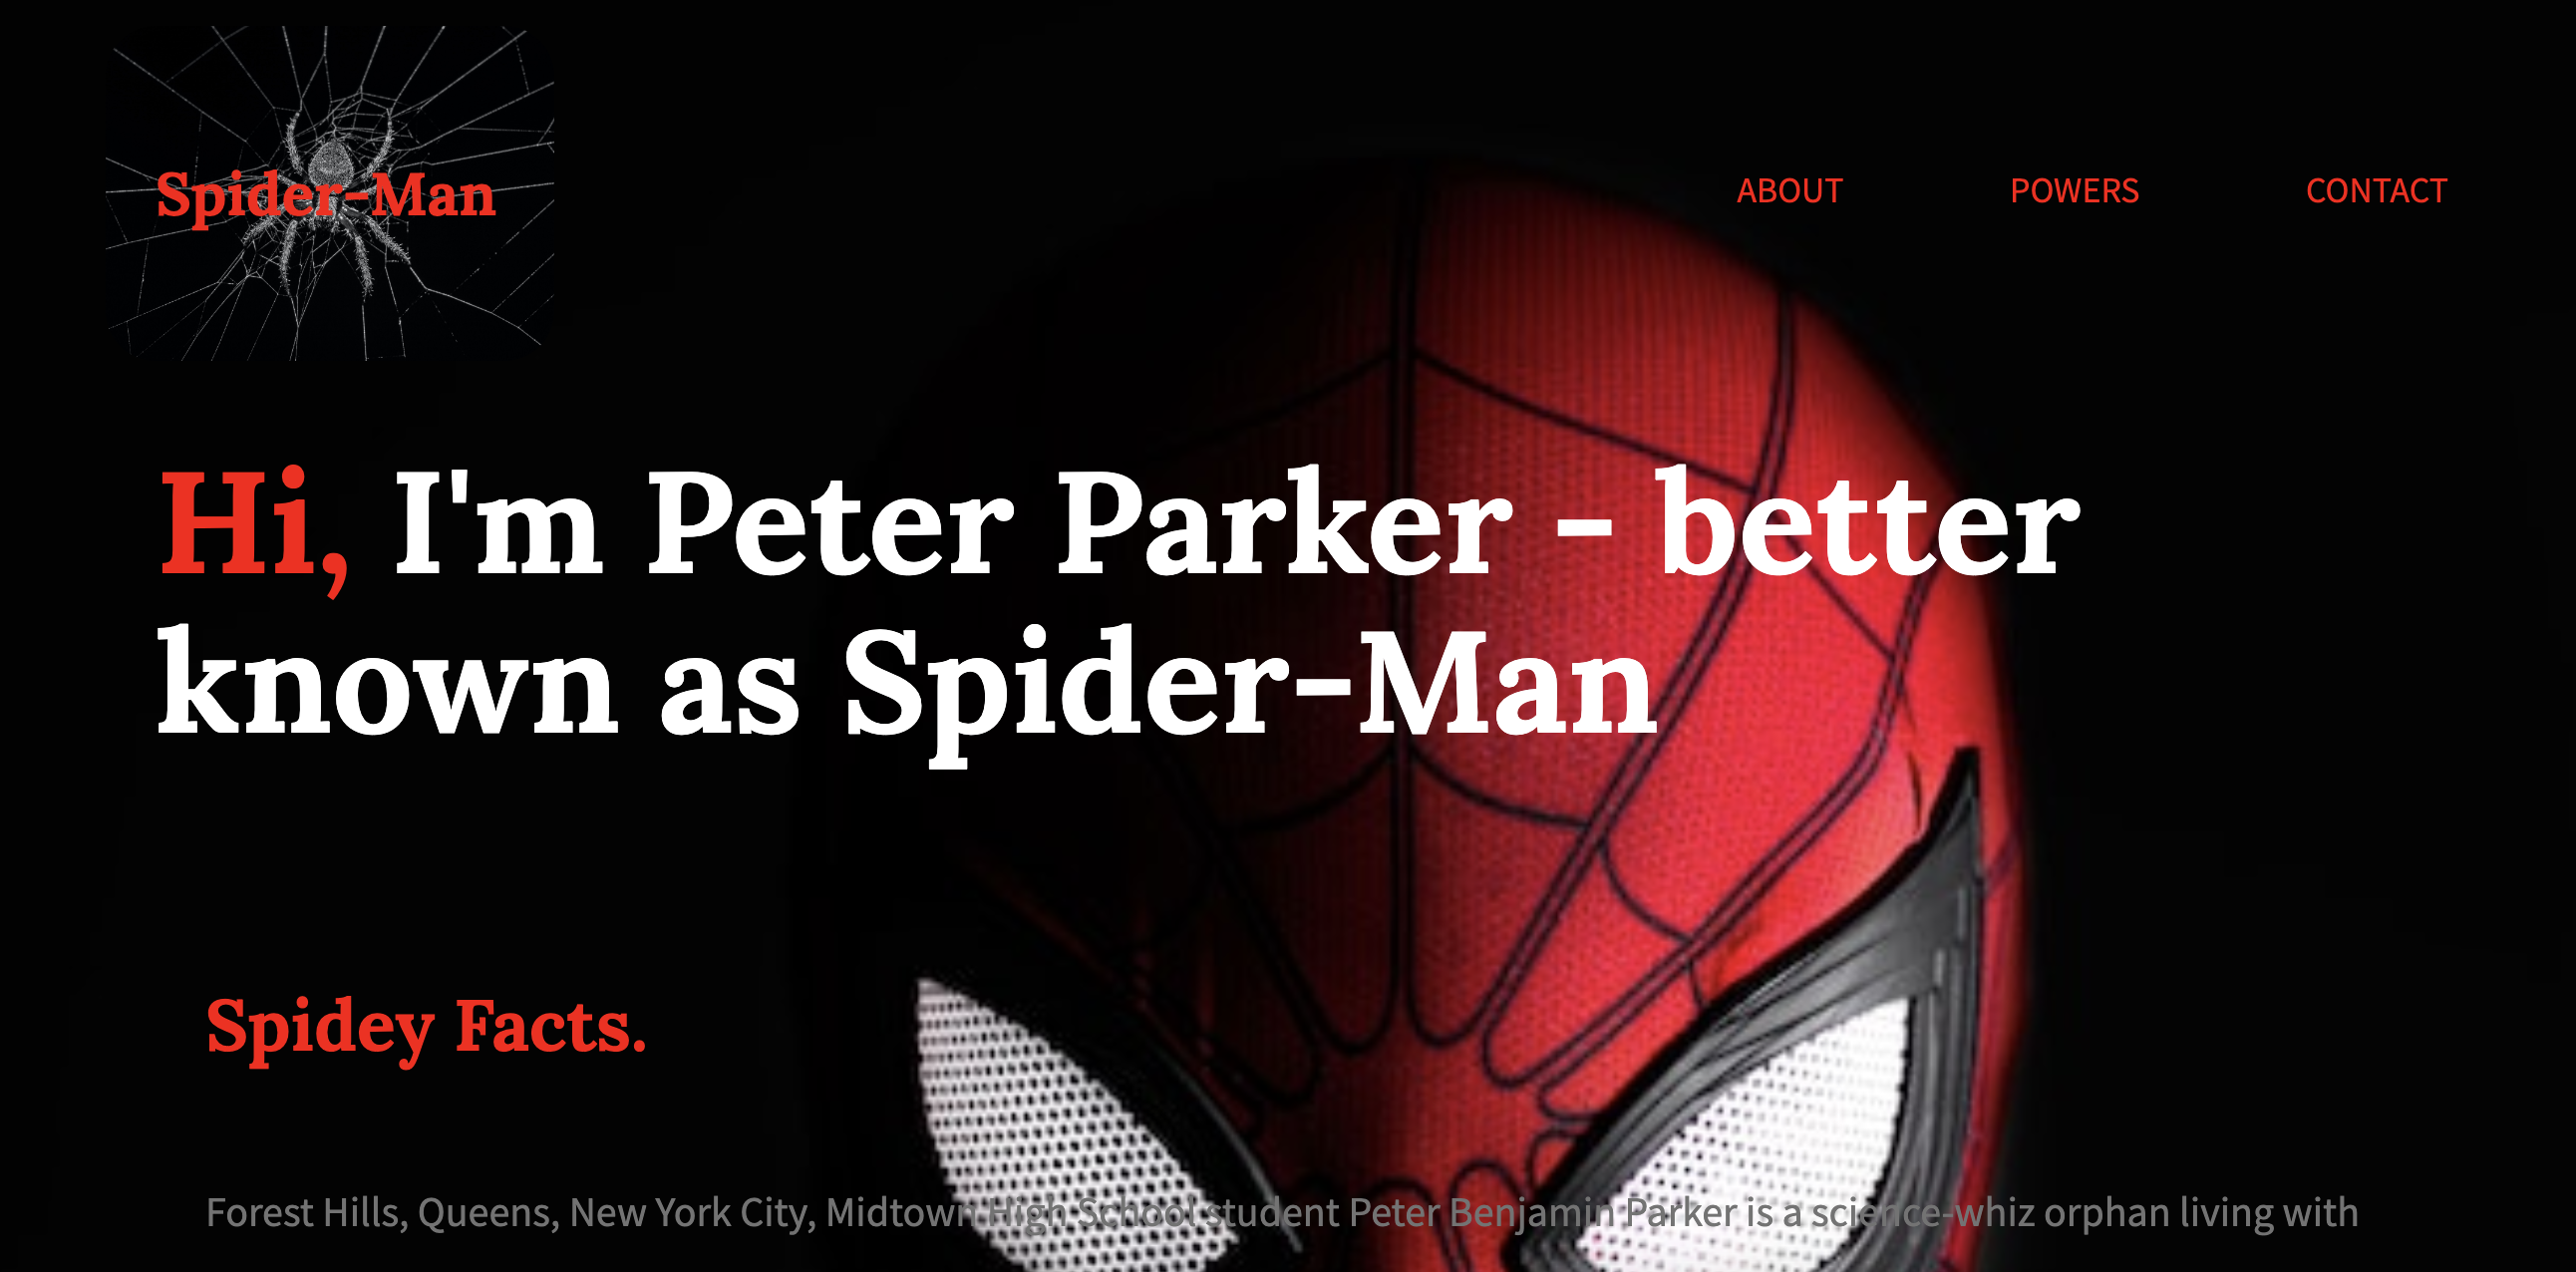 Spider-Man
ABOUT
POWERS
CONTACT
Hi, I'm Peter Parker - better
known as Spider-Man
Spidey Facts.
Forest Hills, Queens, New York City, Midtown High School student Peter Benjamin Parker is a science-whiz orphan living with